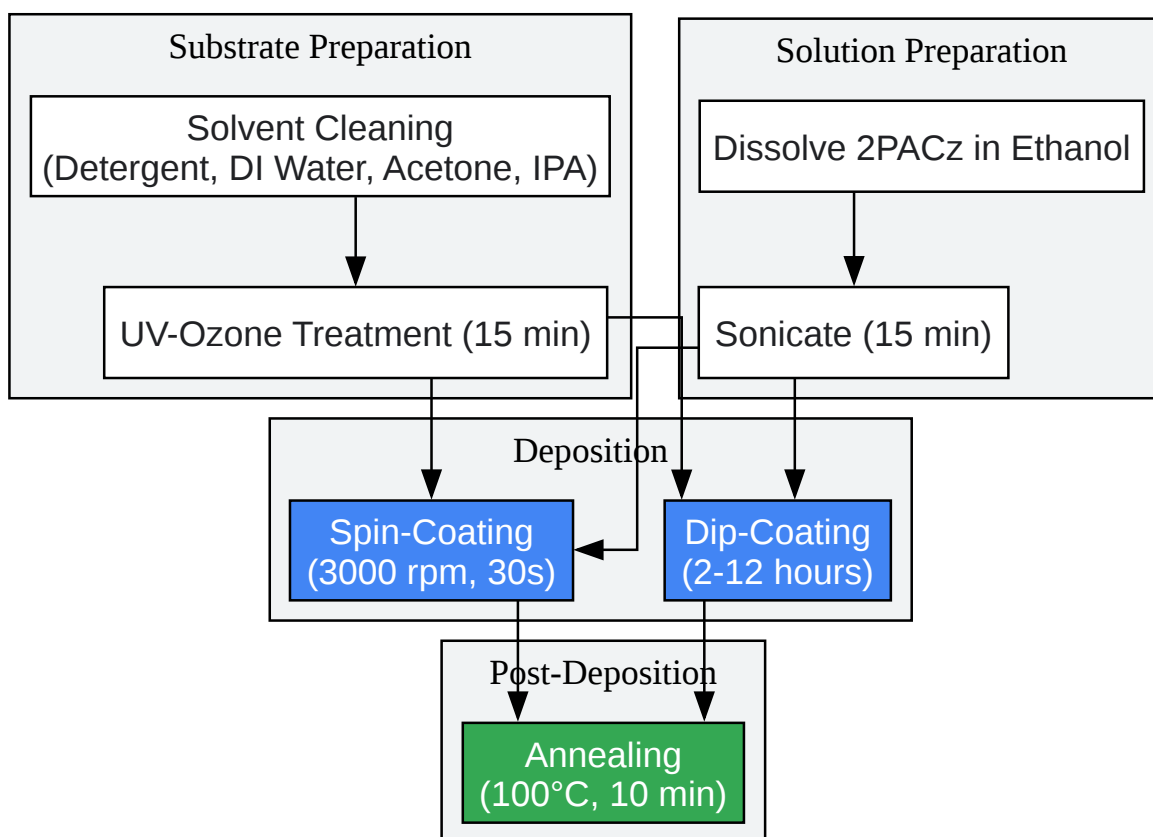 Substrate Preparation
Solvent Cleaning
(Detergent, DI Water, Acetone, IPA)
UV-Ozone Treatment (15 min)
Solution Preparation
Dissolve 2PACz in Ethanol
Sonicate (15 min)
Deposition
Spin-Coating
(3000 rpm, 30s)
Dip-Coating
(2-12 hours)
Post-Deposition
Annealing
(100°C, 10 min)